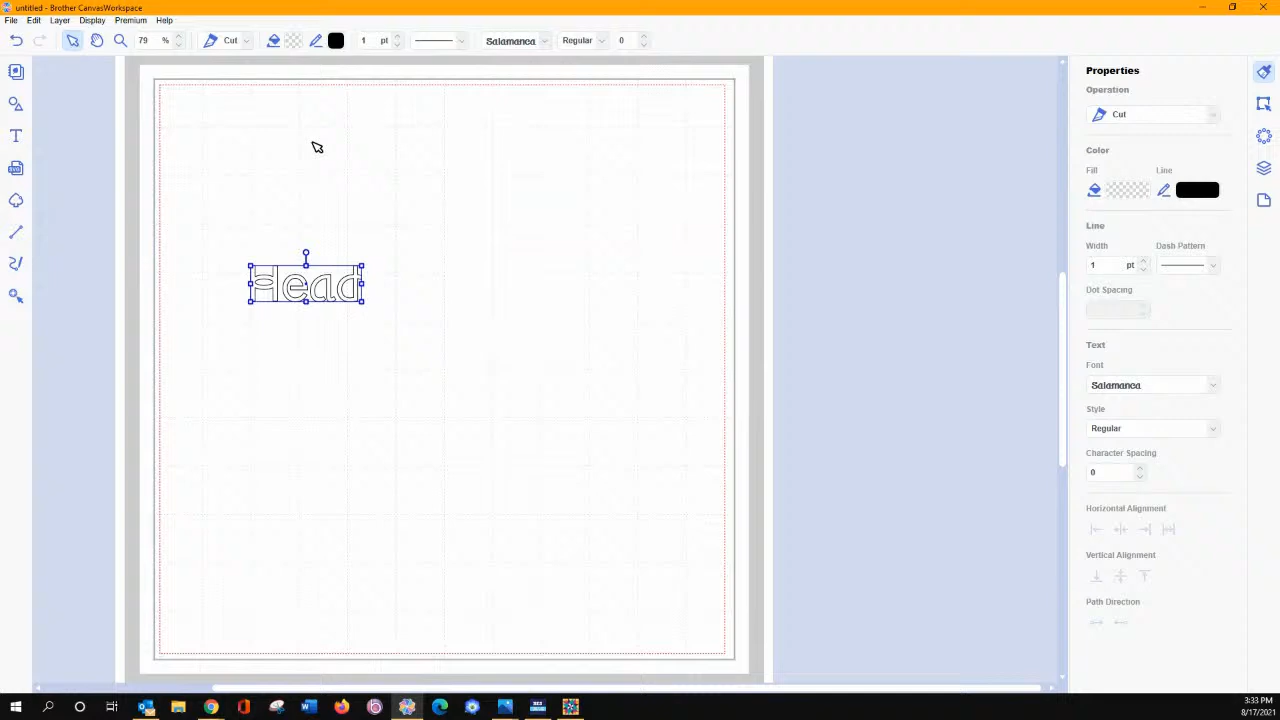 untitled - Brother CanvasWorkspace
File Edit Layer Display Premium Help
79 % Cut 1 pt Salamanca Regular 0
Properties
Operation
Cut
Color
Fill Line
Line
Width Dash Pattern
1 pt
Dot Spacing
Text
Font
Salamanca
Style
Regular
Character Spacing
0
Horizontal Alignment
Vertical Alignment
Path Direction
Head
3:33 PM
8/17/2021